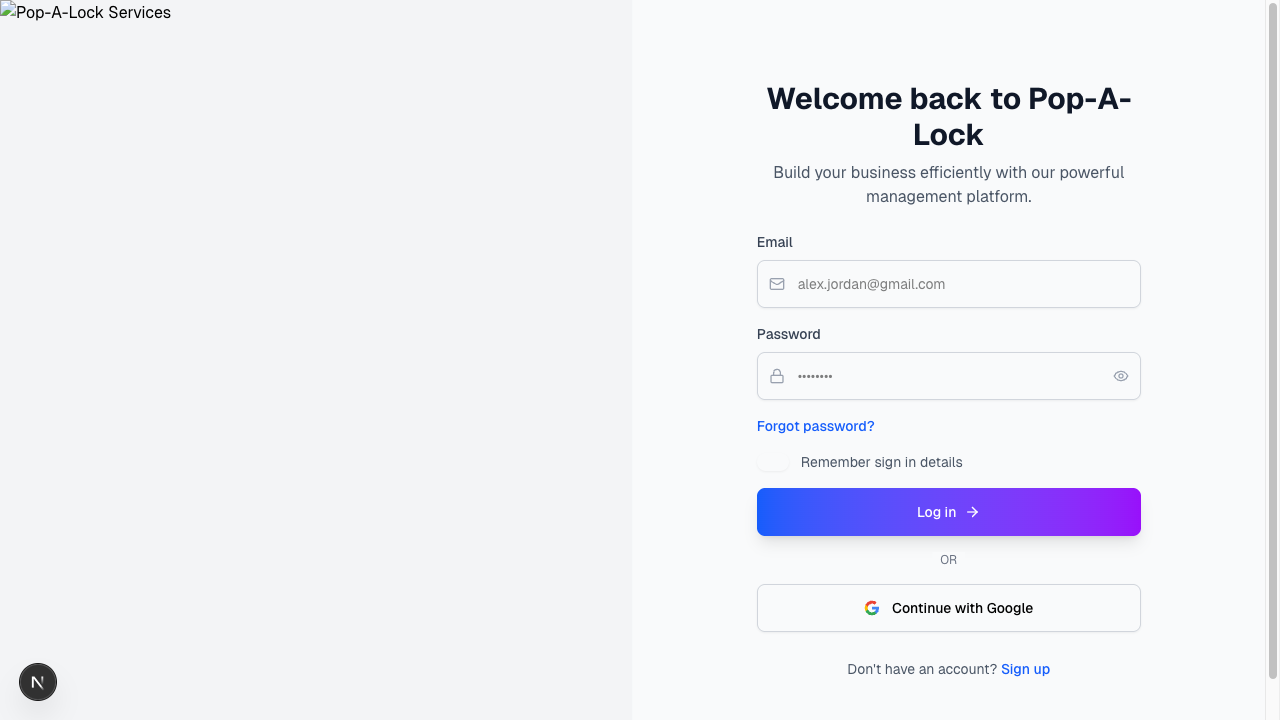 Pop-A-Lock Services
Welcome back to Pop-A-
Lock
Build your business efficiently with our powerful
management platform.
Email
alex.jordan@gmail.com
Password
••••••••
Forgot password?
Remember sign in details
Log in
OR
Continue with Google
Don't have an account? Sign up
N